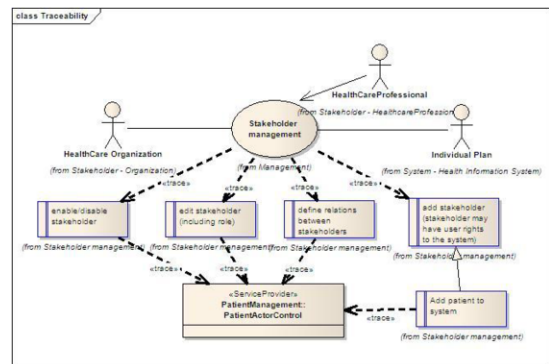 class Traceability
HealthCareProfessional
(from Stakeholder - HealthcareProfession
Stakeholder
management
HealthCare Organization
(from Stakeholder - Organization)
(from Management)
Individual Plan
(from System - Health Information System)
«trace»
«trace»
«trace»
«trace»
enable/disable
stakeholder
(from Stakeholder management)
edit stakeholder
(including role)
(from Stakeholder management)
define relations
between
stakeholders
(from Stakeholder management)
add stakeholder
(stakeholder may
have user rights
to the system)
(from Stakeholder management)
«trace»
«trace»
«trace»
«ServiceProvider»
PatientManagement::
PatientActorControl
«trace»
Add patient to
system
(from Stakeholder management)